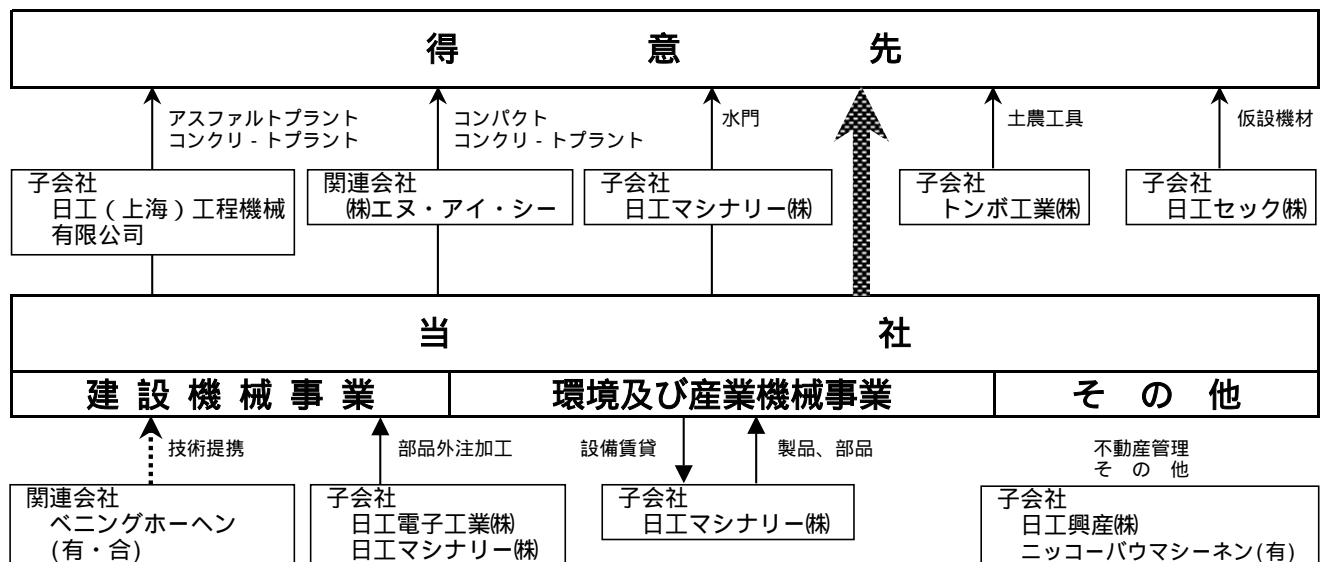 得意先
アスファルトプラント
コンクリ-トプラント
コンパクト
コンクリ-トプラント
水門
土農工具
仮設機材
子会社
日工（上海）工程機械
有限公司
関連会社
㈱エヌ・アイ・シー
子会社
日工マシナリー㈱
子会社
トンボ工業㈱
子会社
日工セック㈱
当社
建設機械事業
環境及び産業機械事業
その他
技術提携
部品外注加工
設備賃貸
製品、部品
不動産管理
その他
関連会社
ベニングホーヘン
(有・合)
子会社
日工電子工業㈱
日工マシナリー㈱
子会社
日工マシナリー㈱
子会社
日工興産㈱
ニッコーバウマシーネン(有)